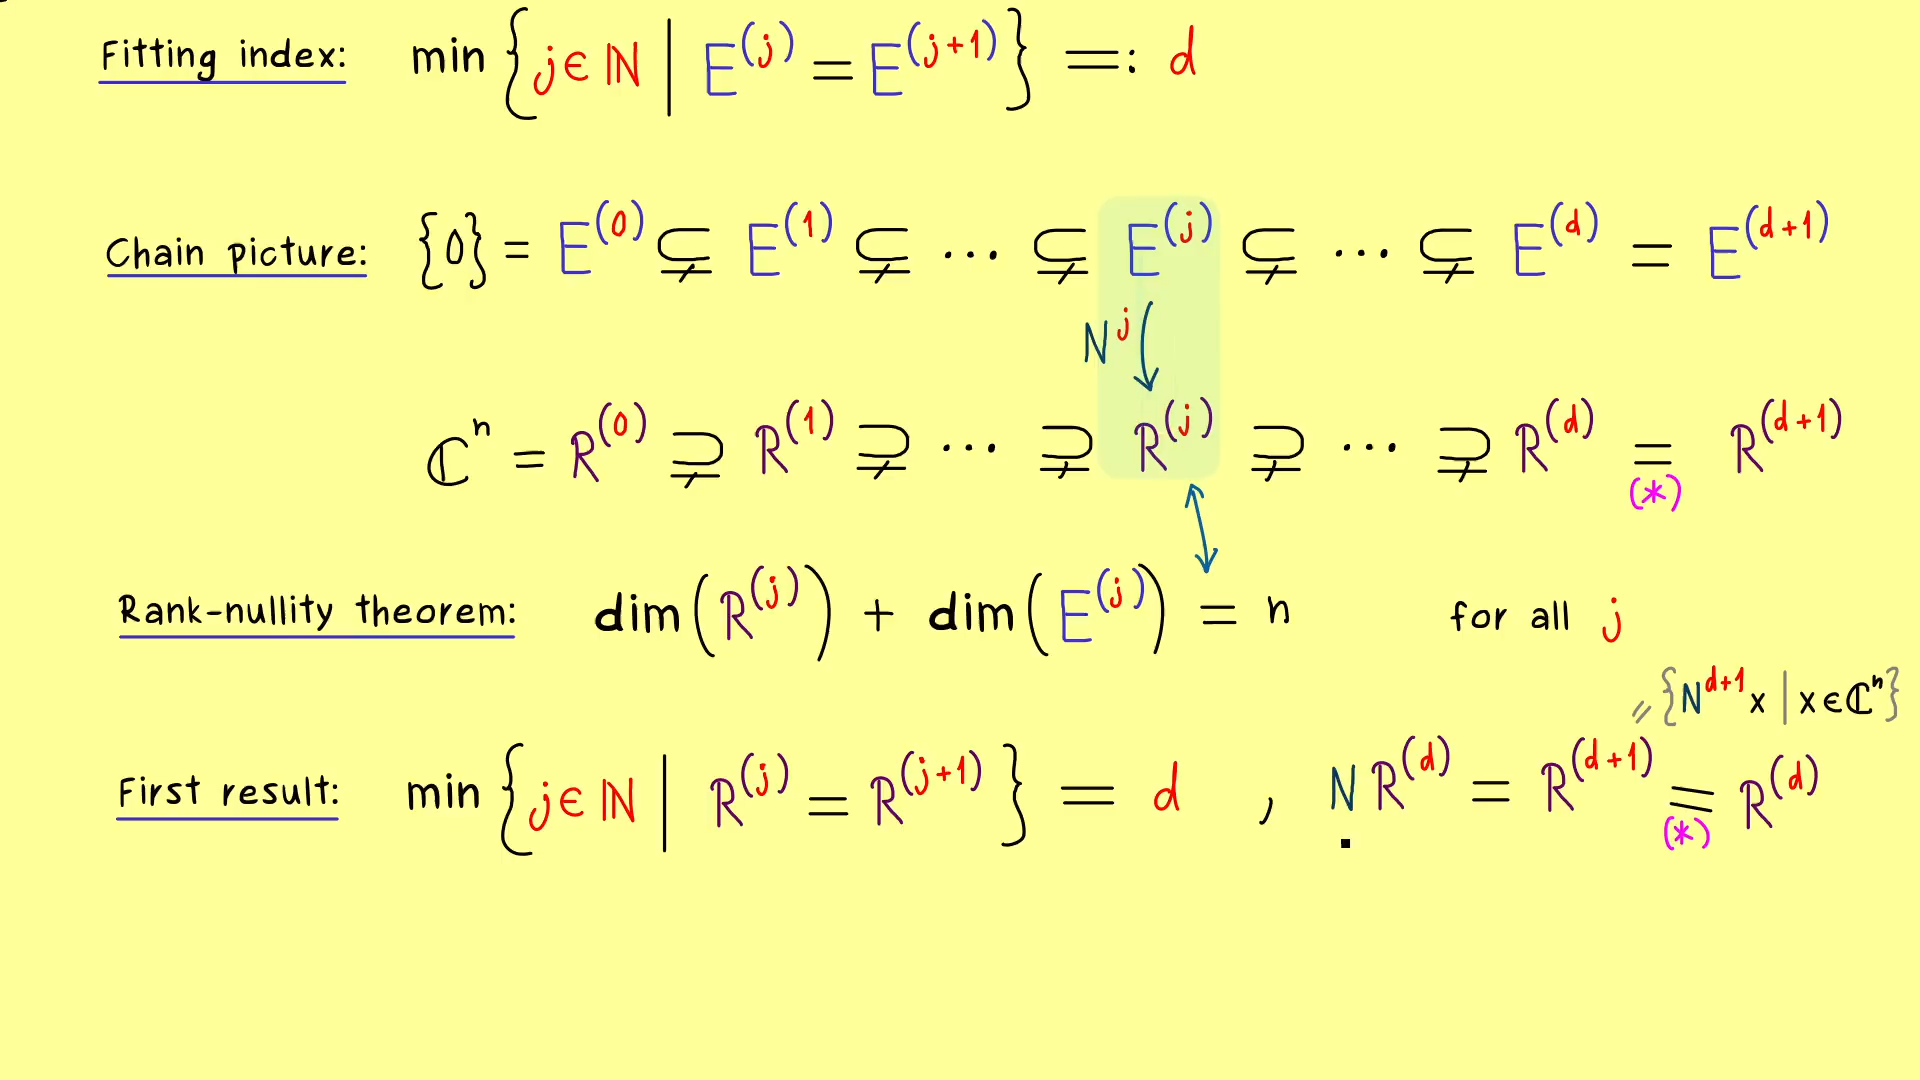 Fitting index: min { j ∈ ℕ | E^(j) = E^(j+1) } =: d
Chain picture: {0} = E^(0) ⊊ E^(1) ⊊ ⋯ ⊊ E^(j) ⊊ ⋯ ⊊ E^(d) = E^(d+1)
N^j
ℂ^n = R^(0) ⊋ R^(1) ⊋ ⋯ ⊋ R^(j) ⊋ ⋯ ⊋ R^(d) = R^(d+1)
(*)
Rank-nullity theorem: dim(R^(j)) + dim(E^(j)) = n for all j
= {N^d+1 x | x ∈ ℂ^n}
First result: min { j ∈ ℕ | R^(j) = R^(j+1) } = d , N R^(d) = R^(d+1) = R^(d)
(*)